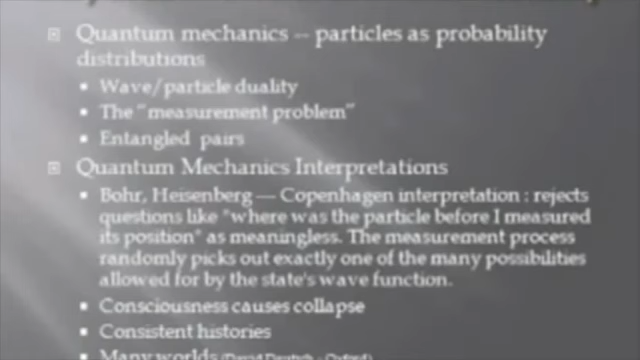 Quantum mechanics -- particles as probability
distributions
Wave/particle duality
The "measurement problem"
Entangled pairs
Quantum Mechanics Interpretations
Bohr, Heisenberg — Copenhagen interpretation : rejects
questions like "where was the particle before I measured
its position" as meaningless. The measurement process
randomly picks out exactly one of the many possibilities
allowed for by the state's wave function.
Consciousness causes collapse
Consistent histories
Many worlds (David Deutsch - Oxford)